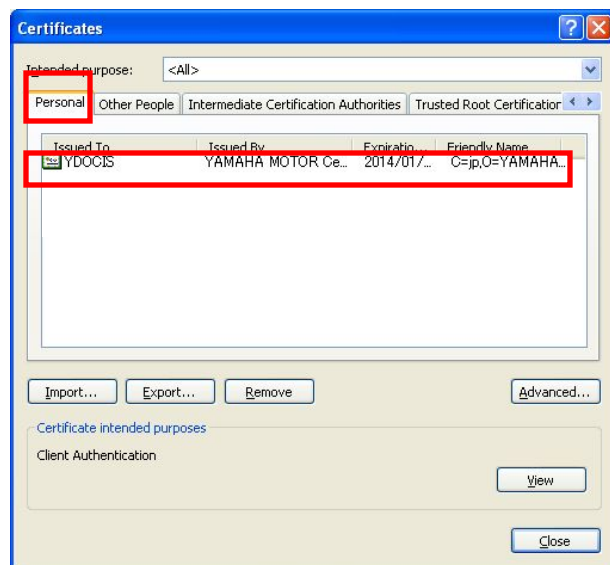 Certificates
Intended purpose: <All>
Personal Other People Intermediate Certification Authorities Trusted Root Certification
Issued To Issued By Expiratio... Friendly Name
YDOCIS YAMAHA MOTOR Ce... 2014/01/... C=jp,O=YAMAHA...
Import... Export... Remove Advanced...
Certificate intended purposes
Client Authentication
View
Close